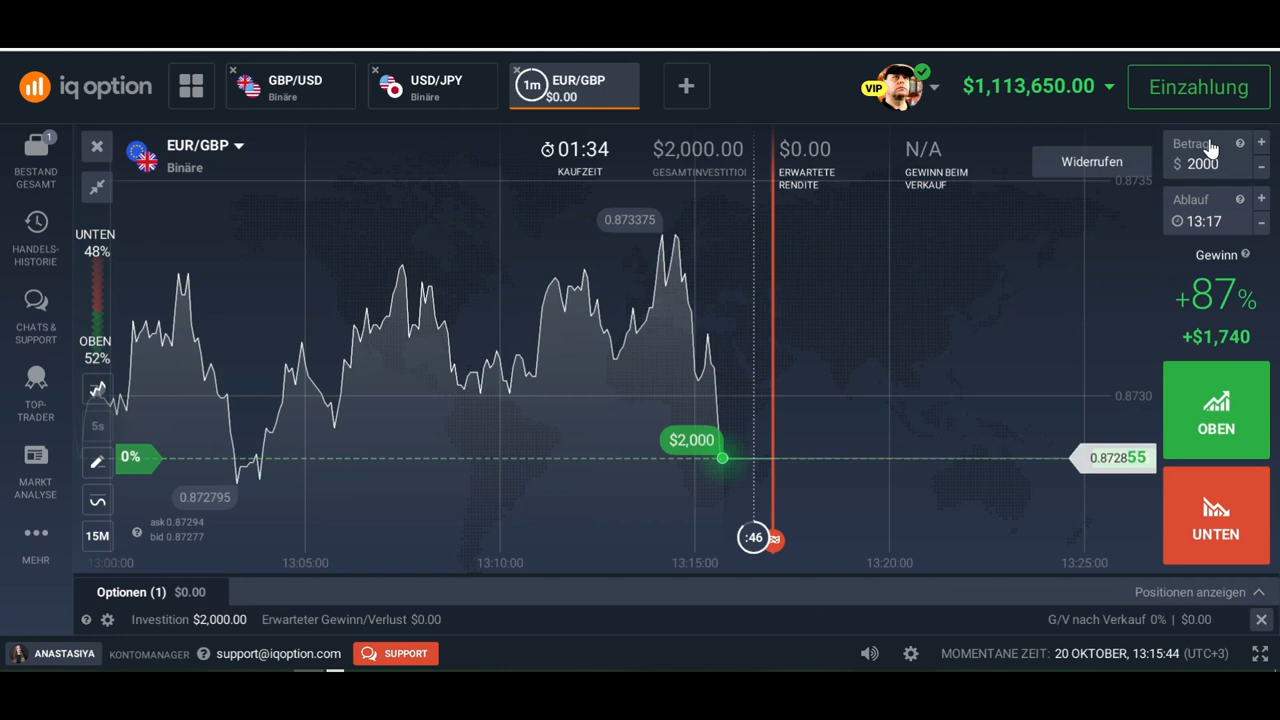 iq option
GBP/USD
Binäre
USD/JPY
Binäre
1m
EUR/GBP
$0.00
+
VIP
$1,113,650.00
Einzahlung
1
BESTAND
GESAMT
HANDELS-
HISTORIE
CHATS &
SUPPORT
TOP-
TRADER
MARKT
ANALYSE
MEHR
EUR/GBP
Binäre
01:34
KAUFZEIT
$2,000.00
GESAMTINVESTITIOI
$0.00
ERWARTETE
RENDITE
N/A
GEWINN BEIM
VERKAUF
Widerrufen
0.8735
UNTEN
48%
OBEN
52%
5s
15M
0.873375
0.8730
$2,000
0%
0.872855
0.872795
ask 0.87294
bid 0.87277
:46
13:00:00
13:05:00
13:10:00
13:15:00
13:20:00
13:25:00
Betrag
$ 2000
Ablauf
13:17
Gewinn
+87%
+$1,740
OBEN
UNTEN
Optionen (1) $0.00
Positionen anzeigen
Investition $2,000.00 Erwarteter Gewinn/Verlust $0.00
G/V nach Verkauf 0% | $0.00
ANASTASIYA
KONTOMANAGER
support@iqoption.com
SUPPORT
MOMENTANE ZEIT: 20 OKTOBER, 13:15:44 (UTC+3)